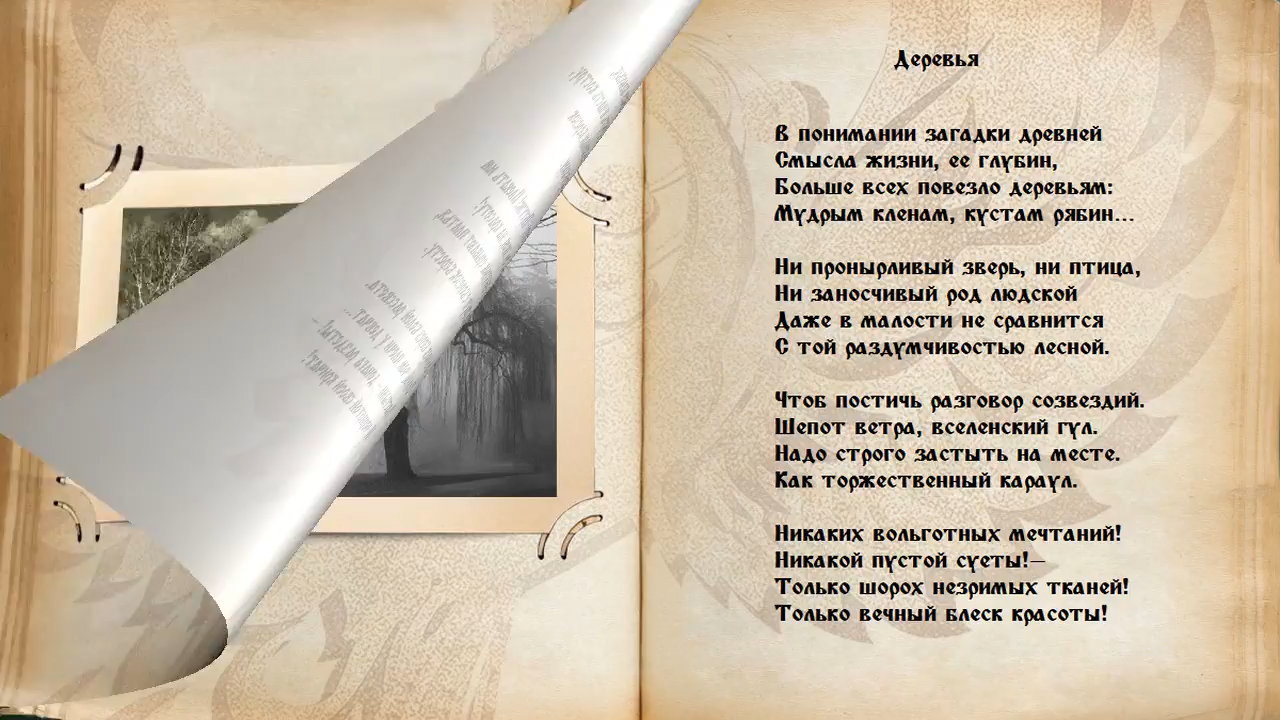 Деревья
В понимании загадки древней
Смысла жизни, ее глубин,
Больше всех повезло деревьям:
Мудрым кленам, кустам рябин...
Ни пронырливый зверь, ни птица,
Ни заносчивый род людской
Даже в малости не сравнится
С той раздумчивостью лесной.
Чтоб постичь разговор созвездий.
Шепот ветра, вселенский гул.
Надо строго застыть на месте.
Как торжественный караул.
Никаких вольготных мечтаний!
Никакой пустой суеты!—
Только шорох незримых тканей!
Только вечный блеск красоты!